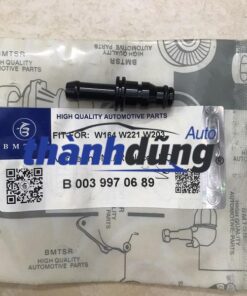 BMTSR
HIGH QUALITY AUTOMOTIVE PARTS
HIGH QUALITY AUTOMOTIVE PARTS
BMTSR
FIT FOR: W164 W221 W203
Auto
thànhdũng
B 003 997 06 89
BMTSR
HIGH QUALITY AUTOMOTIVE PARTS